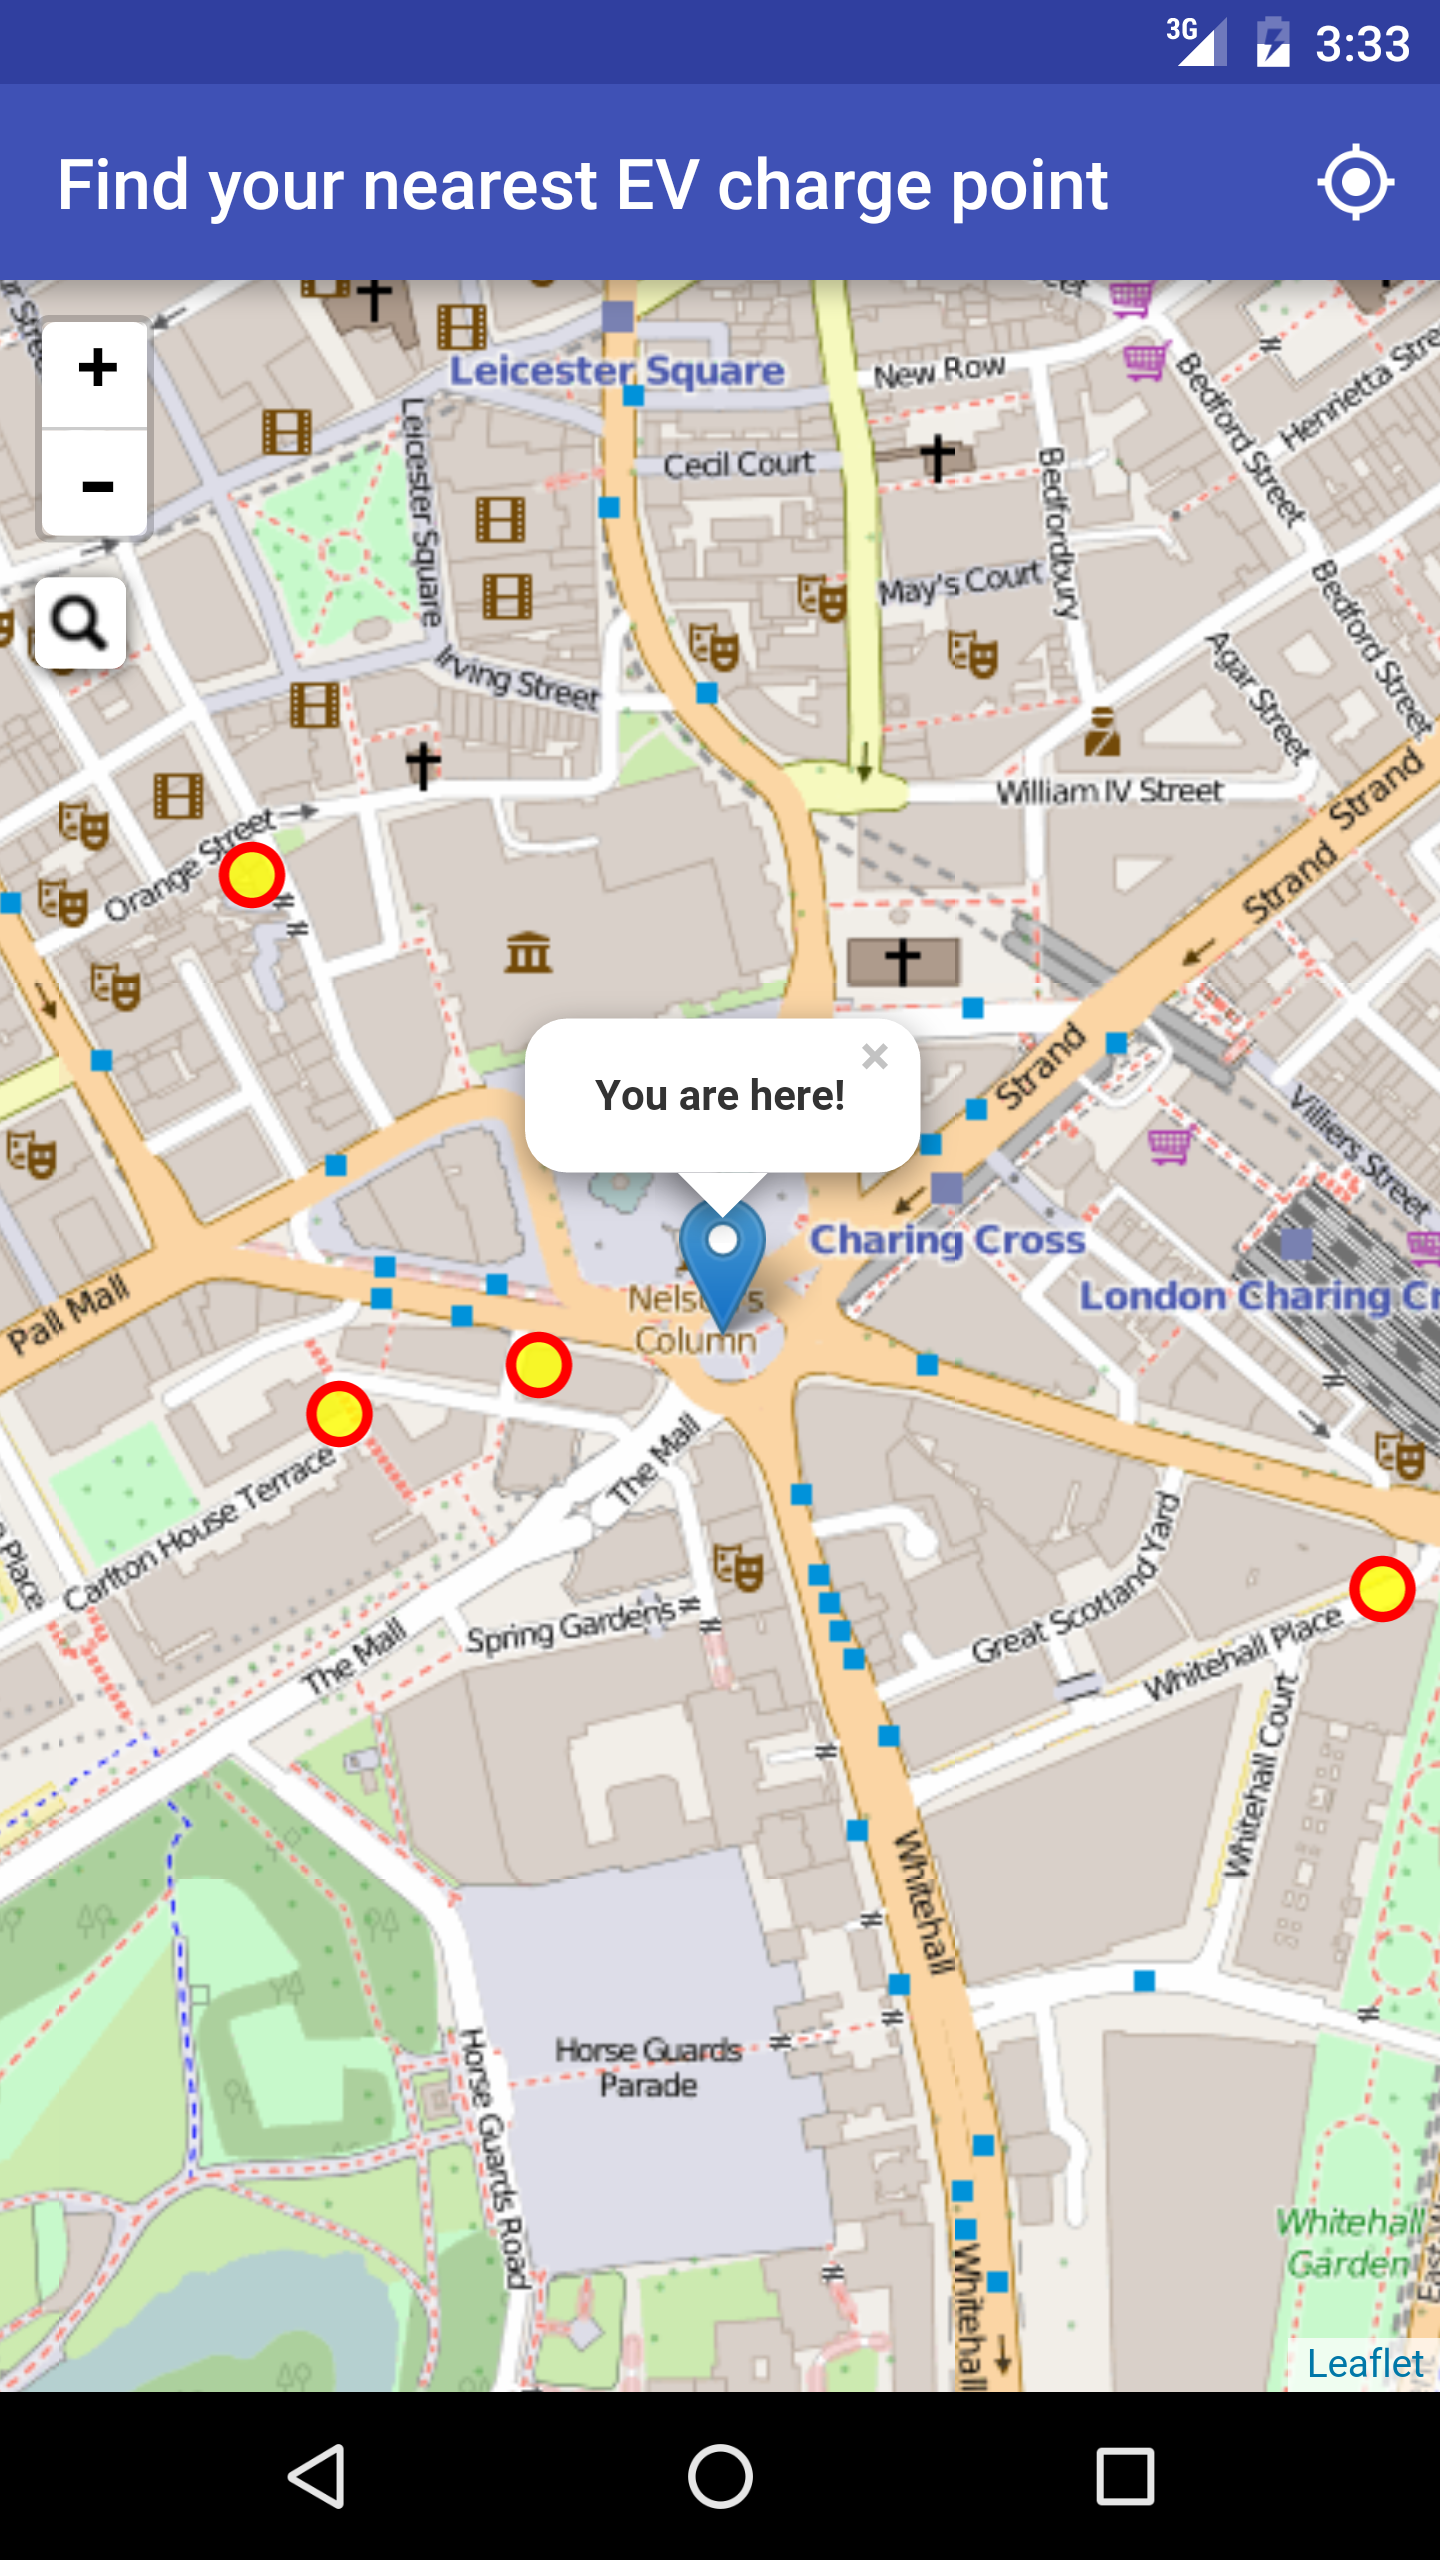 3G
3:33
Find your nearest EV charge point
+
-
Leicester Square
New Row
Bedford Street
Henrietta Stre
Leicester Square
Cecil Court
Bedfordbury
May's Court
Bedford Street
Irving Street
Agar Street
William IV Street
Strand
Strand
Orange Street
Strand
You are here!
×
Villiers Street
Charing Cross
London Charing Cr
Pall Mall
Column
The Mall
Place
Carlton House Terrace
Great Scotland Yard
Spring Gardens
The Mall
Whitehall Place
Whitehall Court
Whitehall
Horse Guards
Parade
Horse Guards Road
Whitehall
Garden
Whitehall
Leaflet